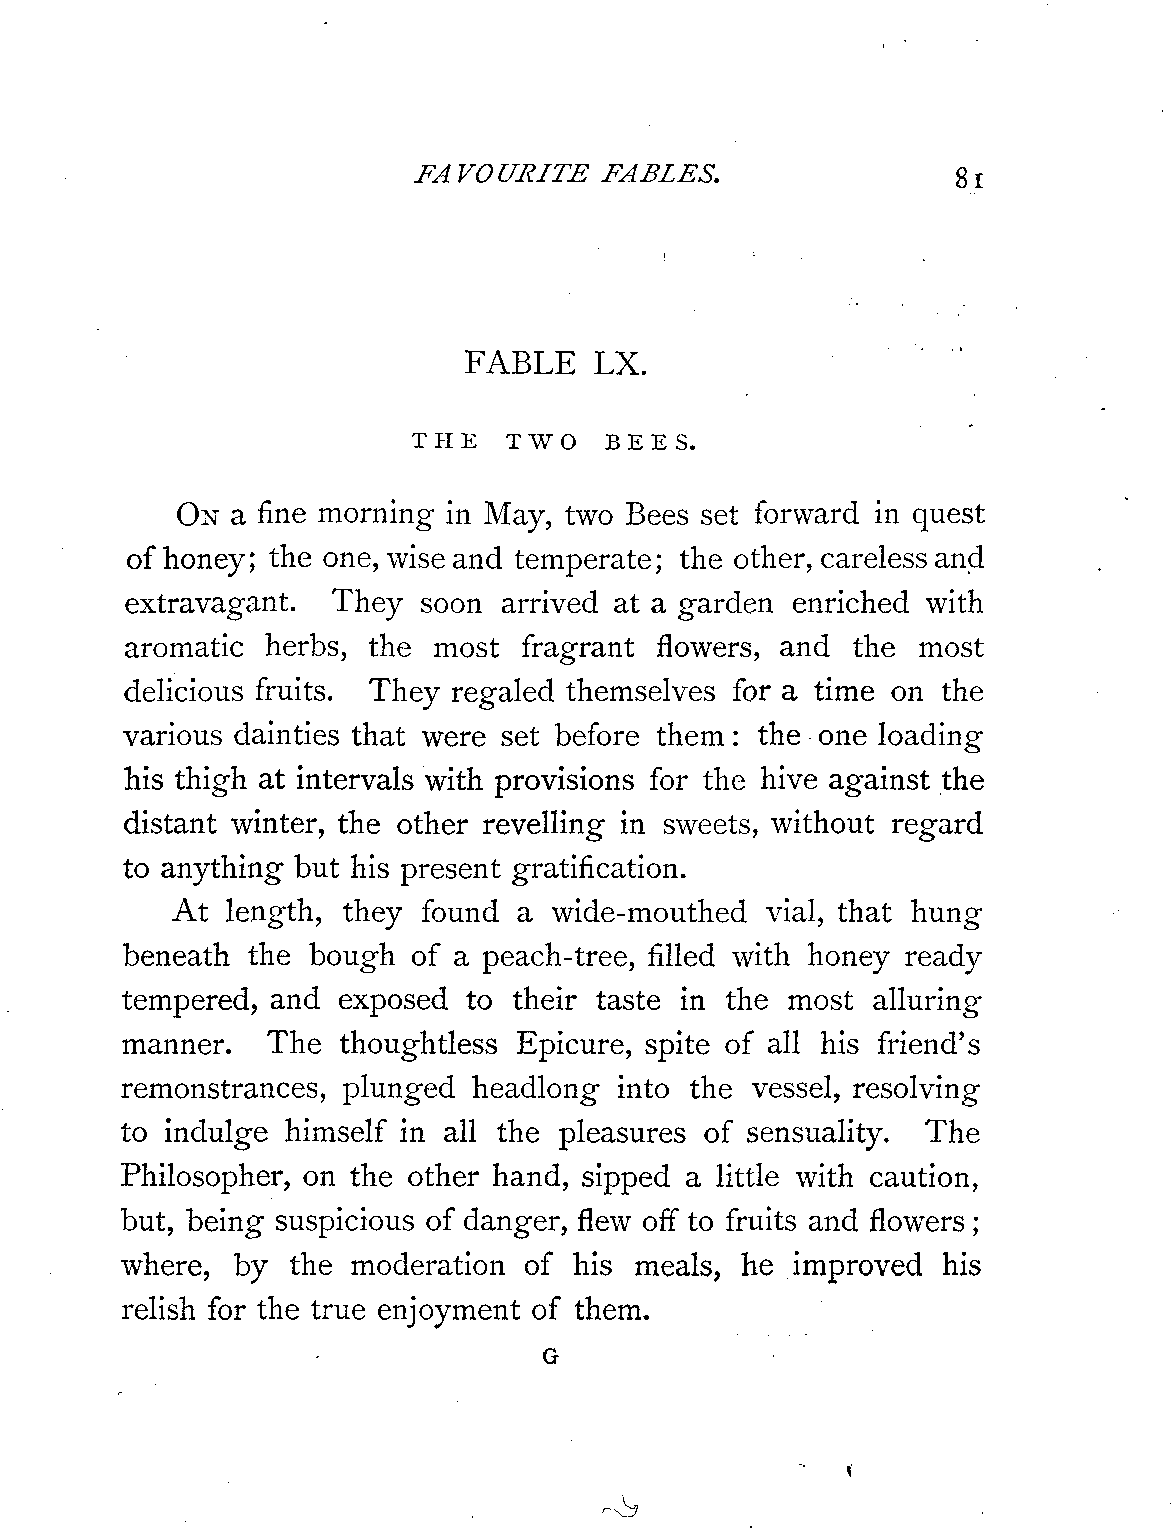 FAVOURITE FABLES. 81
FABLE LX.
THE TWO BEES.
ON a fine morning in May, two Bees set forward in quest
of honey; the one, wise and temperate; the other, careless and
extravagant. They soon arrived at a garden enriched with
aromatic herbs, the most fragrant flowers, and the most
delicious fruits. They regaled themselves for a time on the
various dainties that were set before them: the one loading
his thigh at intervals with provisions for the hive against the
distant winter, the other revelling in sweets, without regard
to anything but his present gratification.
At length, they found a wide-mouthed vial, that hung
beneath the bough of a peach-tree, filled with honey ready
tempered, and exposed to their taste in the most alluring
manner. The thoughtless Epicure, spite of all his friend's
remonstrances, plunged headlong into the vessel, resolving
to indulge himself in all the pleasures of sensuality. The
Philosopher, on the other hand, sipped a little with caution,
but, being suspicious of danger, flew off to fruits and flowers;
where, by the moderation of his meals, he improved his
relish for the true enjoyment of them.
G